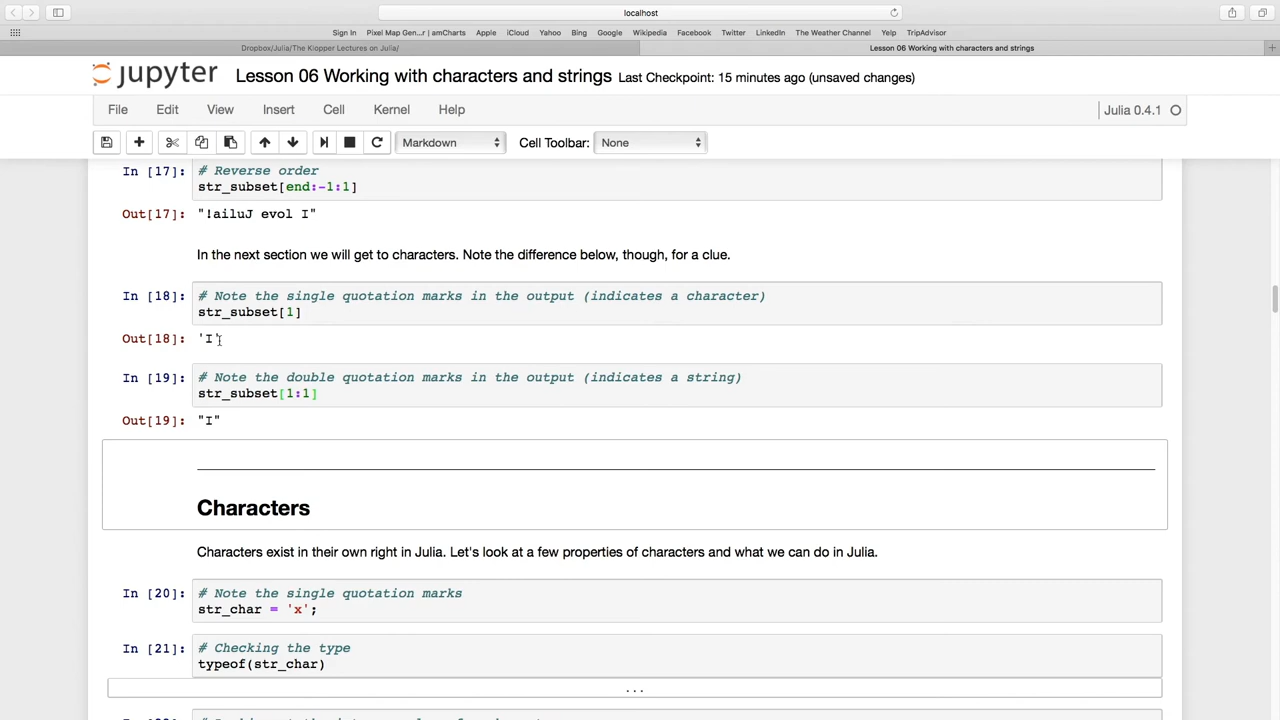 localhost
Sign In Pixel Map Gen...r | amCharts Apple iCloud Yahoo Bing Google Wikipedia Facebook Twitter LinkedIn The Weather Channel Yelp TripAdvisor
Dropbox/Julia/The Klopper Lectures on Julia/ Lesson 06 Working with characters and strings
jupyter Lesson 06 Working with characters and strings Last Checkpoint: 15 minutes ago (unsaved changes)
File Edit View Insert Cell Kernel Help Julia 0.4.1
Markdown Cell Toolbar: None
In [17]: # Reverse order
str_subset[end:-1:1]
Out[17]: "!ailuJ evol I"
In the next section we will get to characters. Note the difference below, though, for a clue.
In [18]: # Note the single quotation marks in the output (indicates a character)
str_subset[1]
Out[18]: 'I'
In [19]: # Note the double quotation marks in the output (indicates a string)
str_subset[1:1]
Out[19]: "I"
Characters
Characters exist in their own right in Julia. Let's look at a few properties of characters and what we can do in Julia.
In [20]: # Note the single quotation marks
str_char = 'x';
In [21]: # Checking the type
typeof(str_char)
...